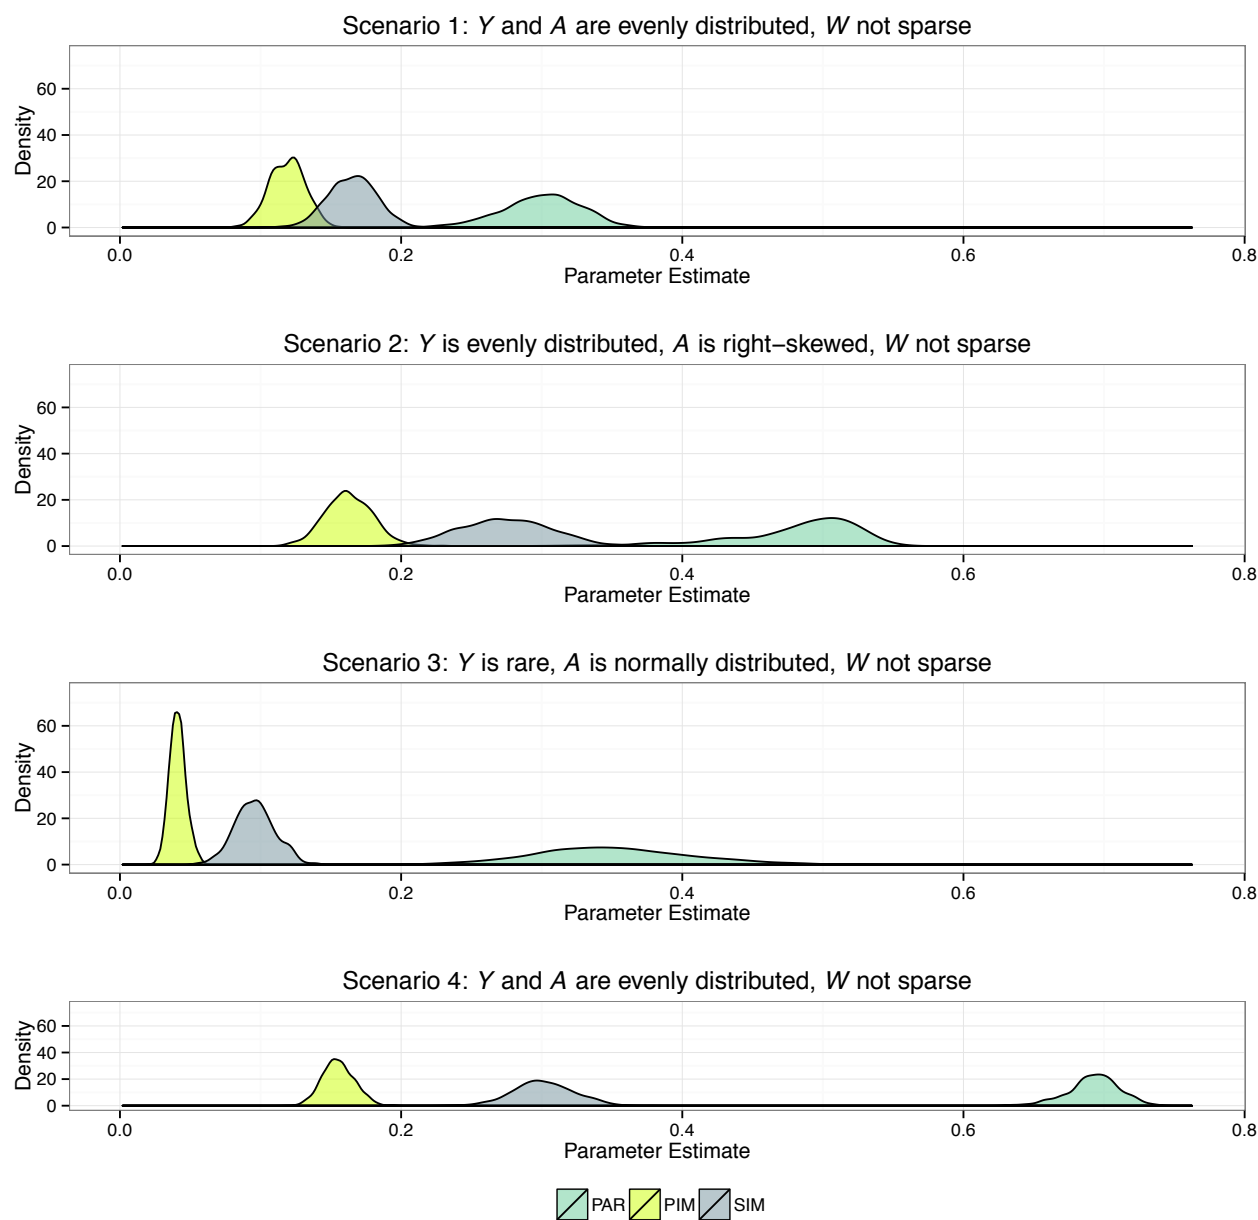 Scenario 1: Y and A are evenly distributed, W not sparse
Density
60
40
20
0
0.0 0.2 0.4 0.6 0.8
Parameter Estimate
Scenario 2: Y is evenly distributed, A is right−skewed, W not sparse
Density
60
40
20
0
0.0 0.2 0.4 0.6 0.8
Parameter Estimate
Scenario 3: Y is rare, A is normally distributed, W not sparse
Density
60
40
20
0
0.0 0.2 0.4 0.6 0.8
Parameter Estimate
Scenario 4: Y and A are evenly distributed, W not sparse
Density
60
40
20
0
0.0 0.2 0.4 0.6 0.8
Parameter Estimate
PAR PIM SIM